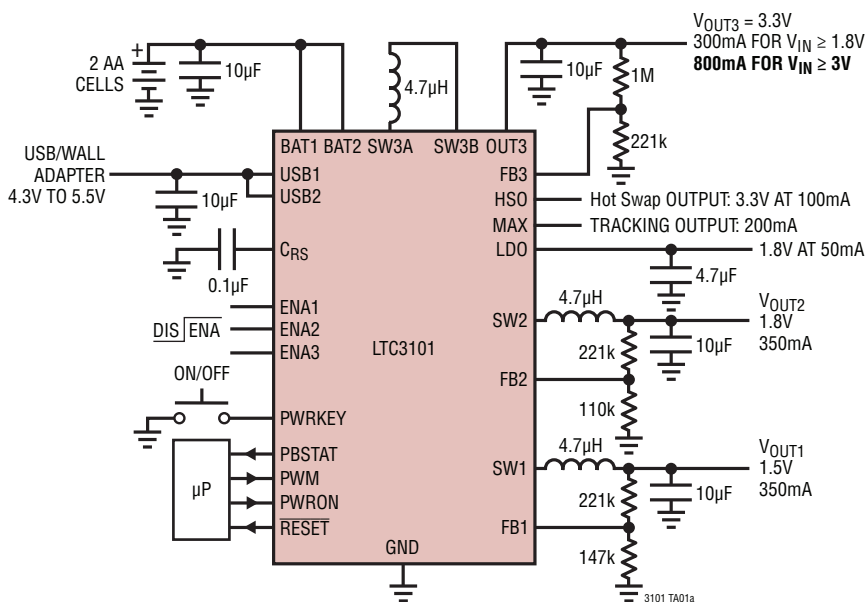 VOUT3 = 3.3V
300mA FOR VIN ≥ 1.8V
800mA FOR VIN ≥ 3V
2 AA
CELLS
+
10µF
4.7µH
10µF
1M
221k
BAT1 BAT2 SW3A SW3B OUT3
USB/WALL
ADAPTER
4.3V TO 5.5V
10µF
USB1
USB2
FB3
HSO
Hot Swap OUTPUT: 3.3V AT 100mA
MAX
TRACKING OUTPUT: 200mA
LDO
1.8V AT 50mA
4.7µF
CRS
0.1µF
ENA1
DIS ENA
ENA2
ENA3
LTC3101
SW2
4.7µH
VOUT2
1.8V
350mA
221k
10µF
FB2
110k
ON/OFF
PWRKEY
µP
PBSTAT
PWM
PWRON
RESET
SW1
4.7µH
VOUT1
1.5V
350mA
221k
10µF
FB1
147k
GND
3101 TA01a